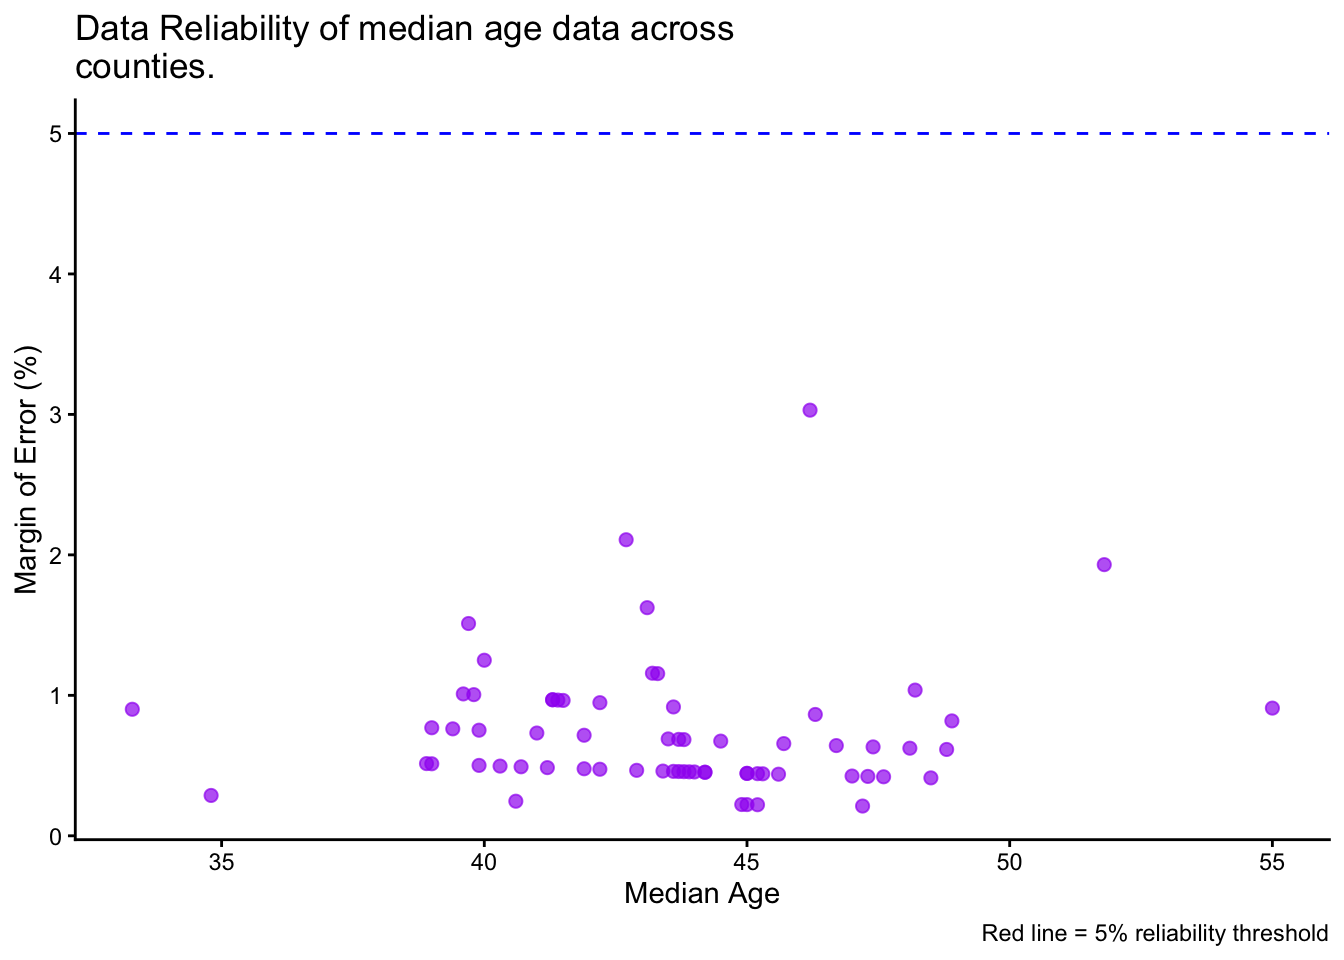 Data Reliability of median age data across
counties.
Margin of Error (%)
5
4
3
2
1
0
35 40 45 50 55
Median Age
Red line = 5% reliability threshold